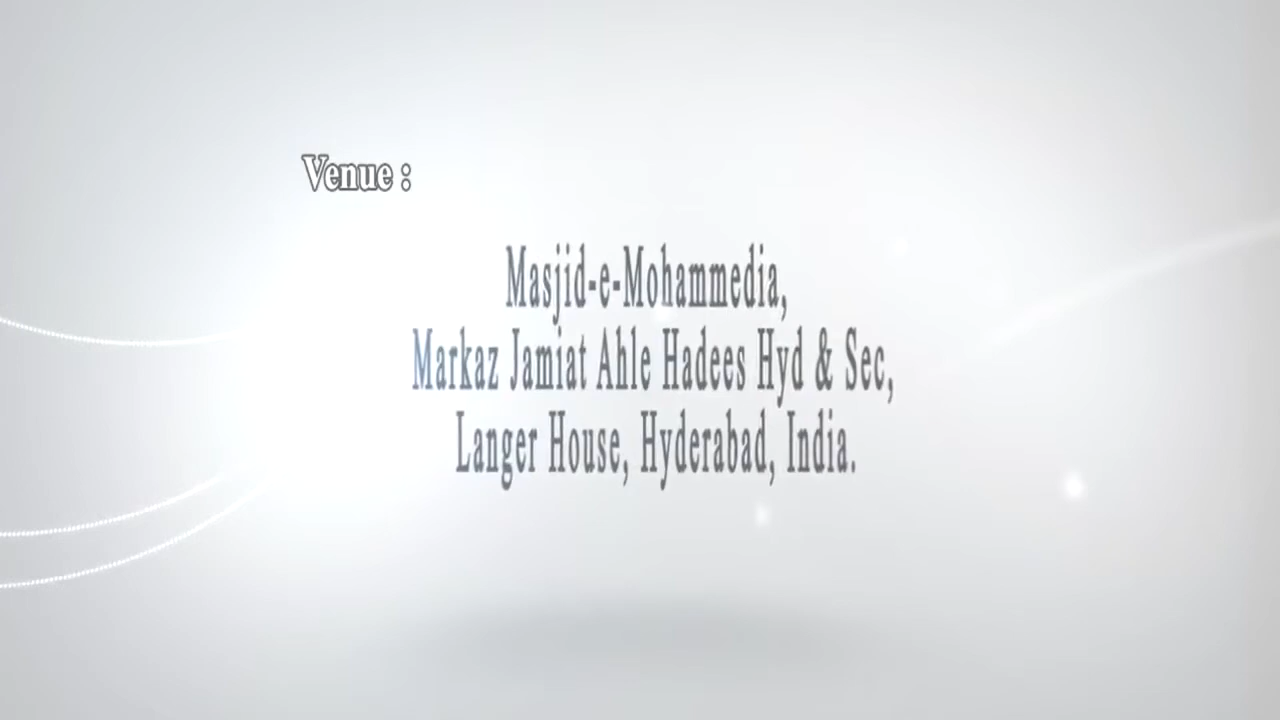 Venue :
Masjid-e-Mohammedia,
Markaz Jamiat Ahle Hadees Hyd & Sec,
Langer House, Hyderabad, India.